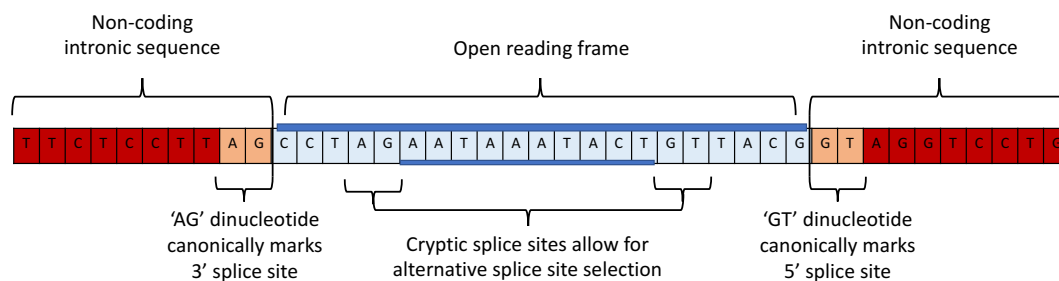 Non-coding
intronic sequence
Open reading frame
Non-coding
intronic sequence
T T C T C C T T A G C C T A G A A T A A A T A C T G T T A C G G T A G G T C C T G
'AG' dinucleotide
canonically marks
3' splice site
Cryptic splice sites allow for
alternative splice site selection
'GT' dinucleotide
canonically marks
5' splice site